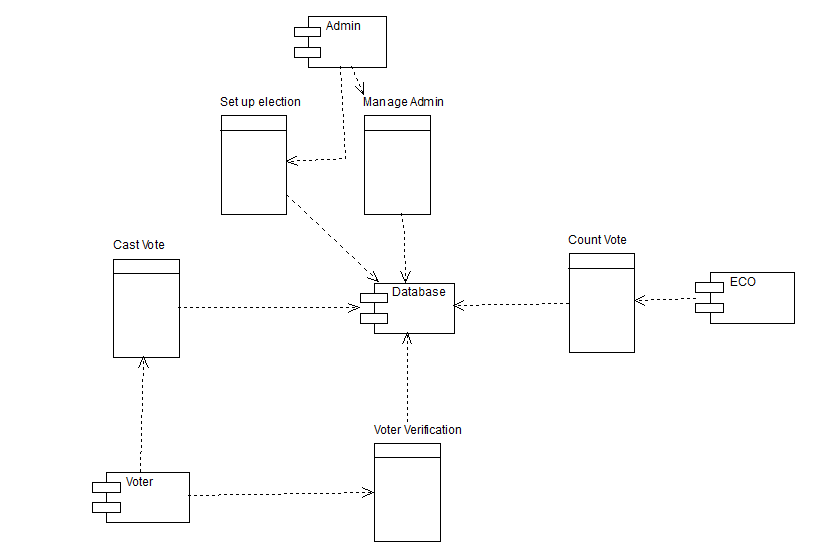 Admin
Set up election
Manage Admin
Cast Vote
Count Vote
Database
ECO
Voter Verification
Voter